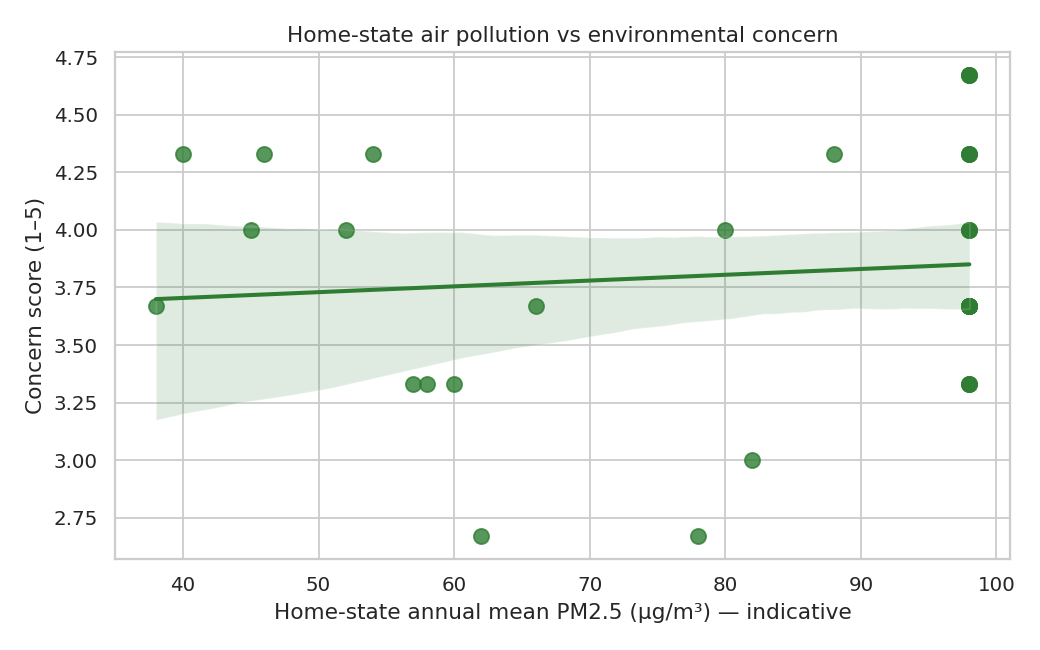 Home-state air pollution vs environmental concern
Concern score (1–5)
4.75
4.50
4.25
4.00
3.75
3.50
3.25
3.00
2.75
40 50 60 70 80 90 100
Home-state annual mean PM2.5 (µg/m³) — indicative